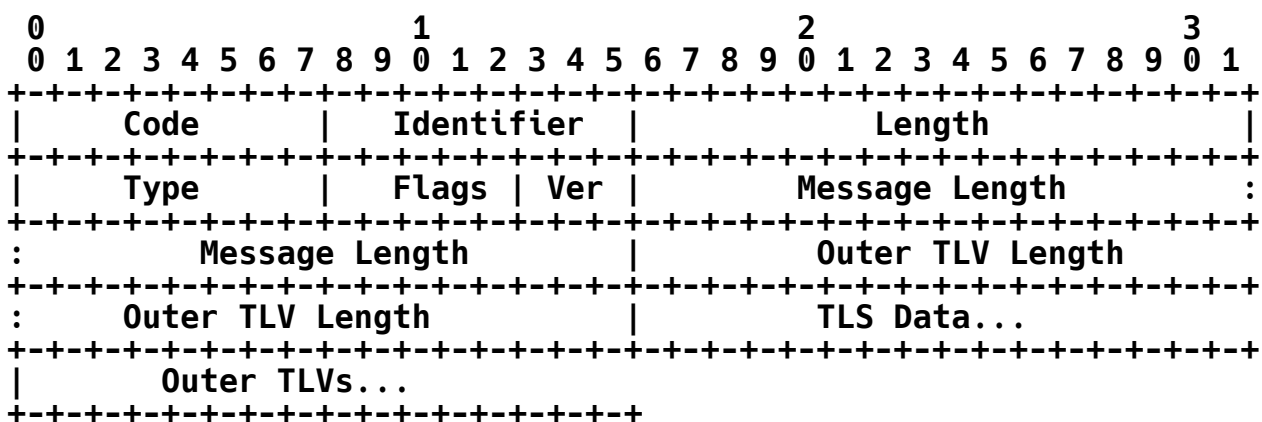 0                   1                   2                   3
 0 1 2 3 4 5 6 7 8 9 0 1 2 3 4 5 6 7 8 9 0 1 2 3 4 5 6 7 8 9 0 1
+-+-+-+-+-+-+-+-+-+-+-+-+-+-+-+-+-+-+-+-+-+-+-+-+-+-+-+-+-+-+-+-+
|     Code      |   Identifier  |            Length             |
+-+-+-+-+-+-+-+-+-+-+-+-+-+-+-+-+-+-+-+-+-+-+-+-+-+-+-+-+-+-+-+-+
|     Type      |   Flags | Ver |        Message Length         :
+-+-+-+-+-+-+-+-+-+-+-+-+-+-+-+-+-+-+-+-+-+-+-+-+-+-+-+-+-+-+-+-+
:         Message Length        |         Outer TLV Length
+-+-+-+-+-+-+-+-+-+-+-+-+-+-+-+-+-+-+-+-+-+-+-+-+-+-+-+-+-+-+-+-+
:     Outer TLV Length          |         TLS Data...
+-+-+-+-+-+-+-+-+-+-+-+-+-+-+-+-+-+-+-+-+-+-+-+-+-+-+-+-+-+-+-+-+
|       Outer TLVs...
+-+-+-+-+-+-+-+-+-+-+-+-+-+-+-+-+